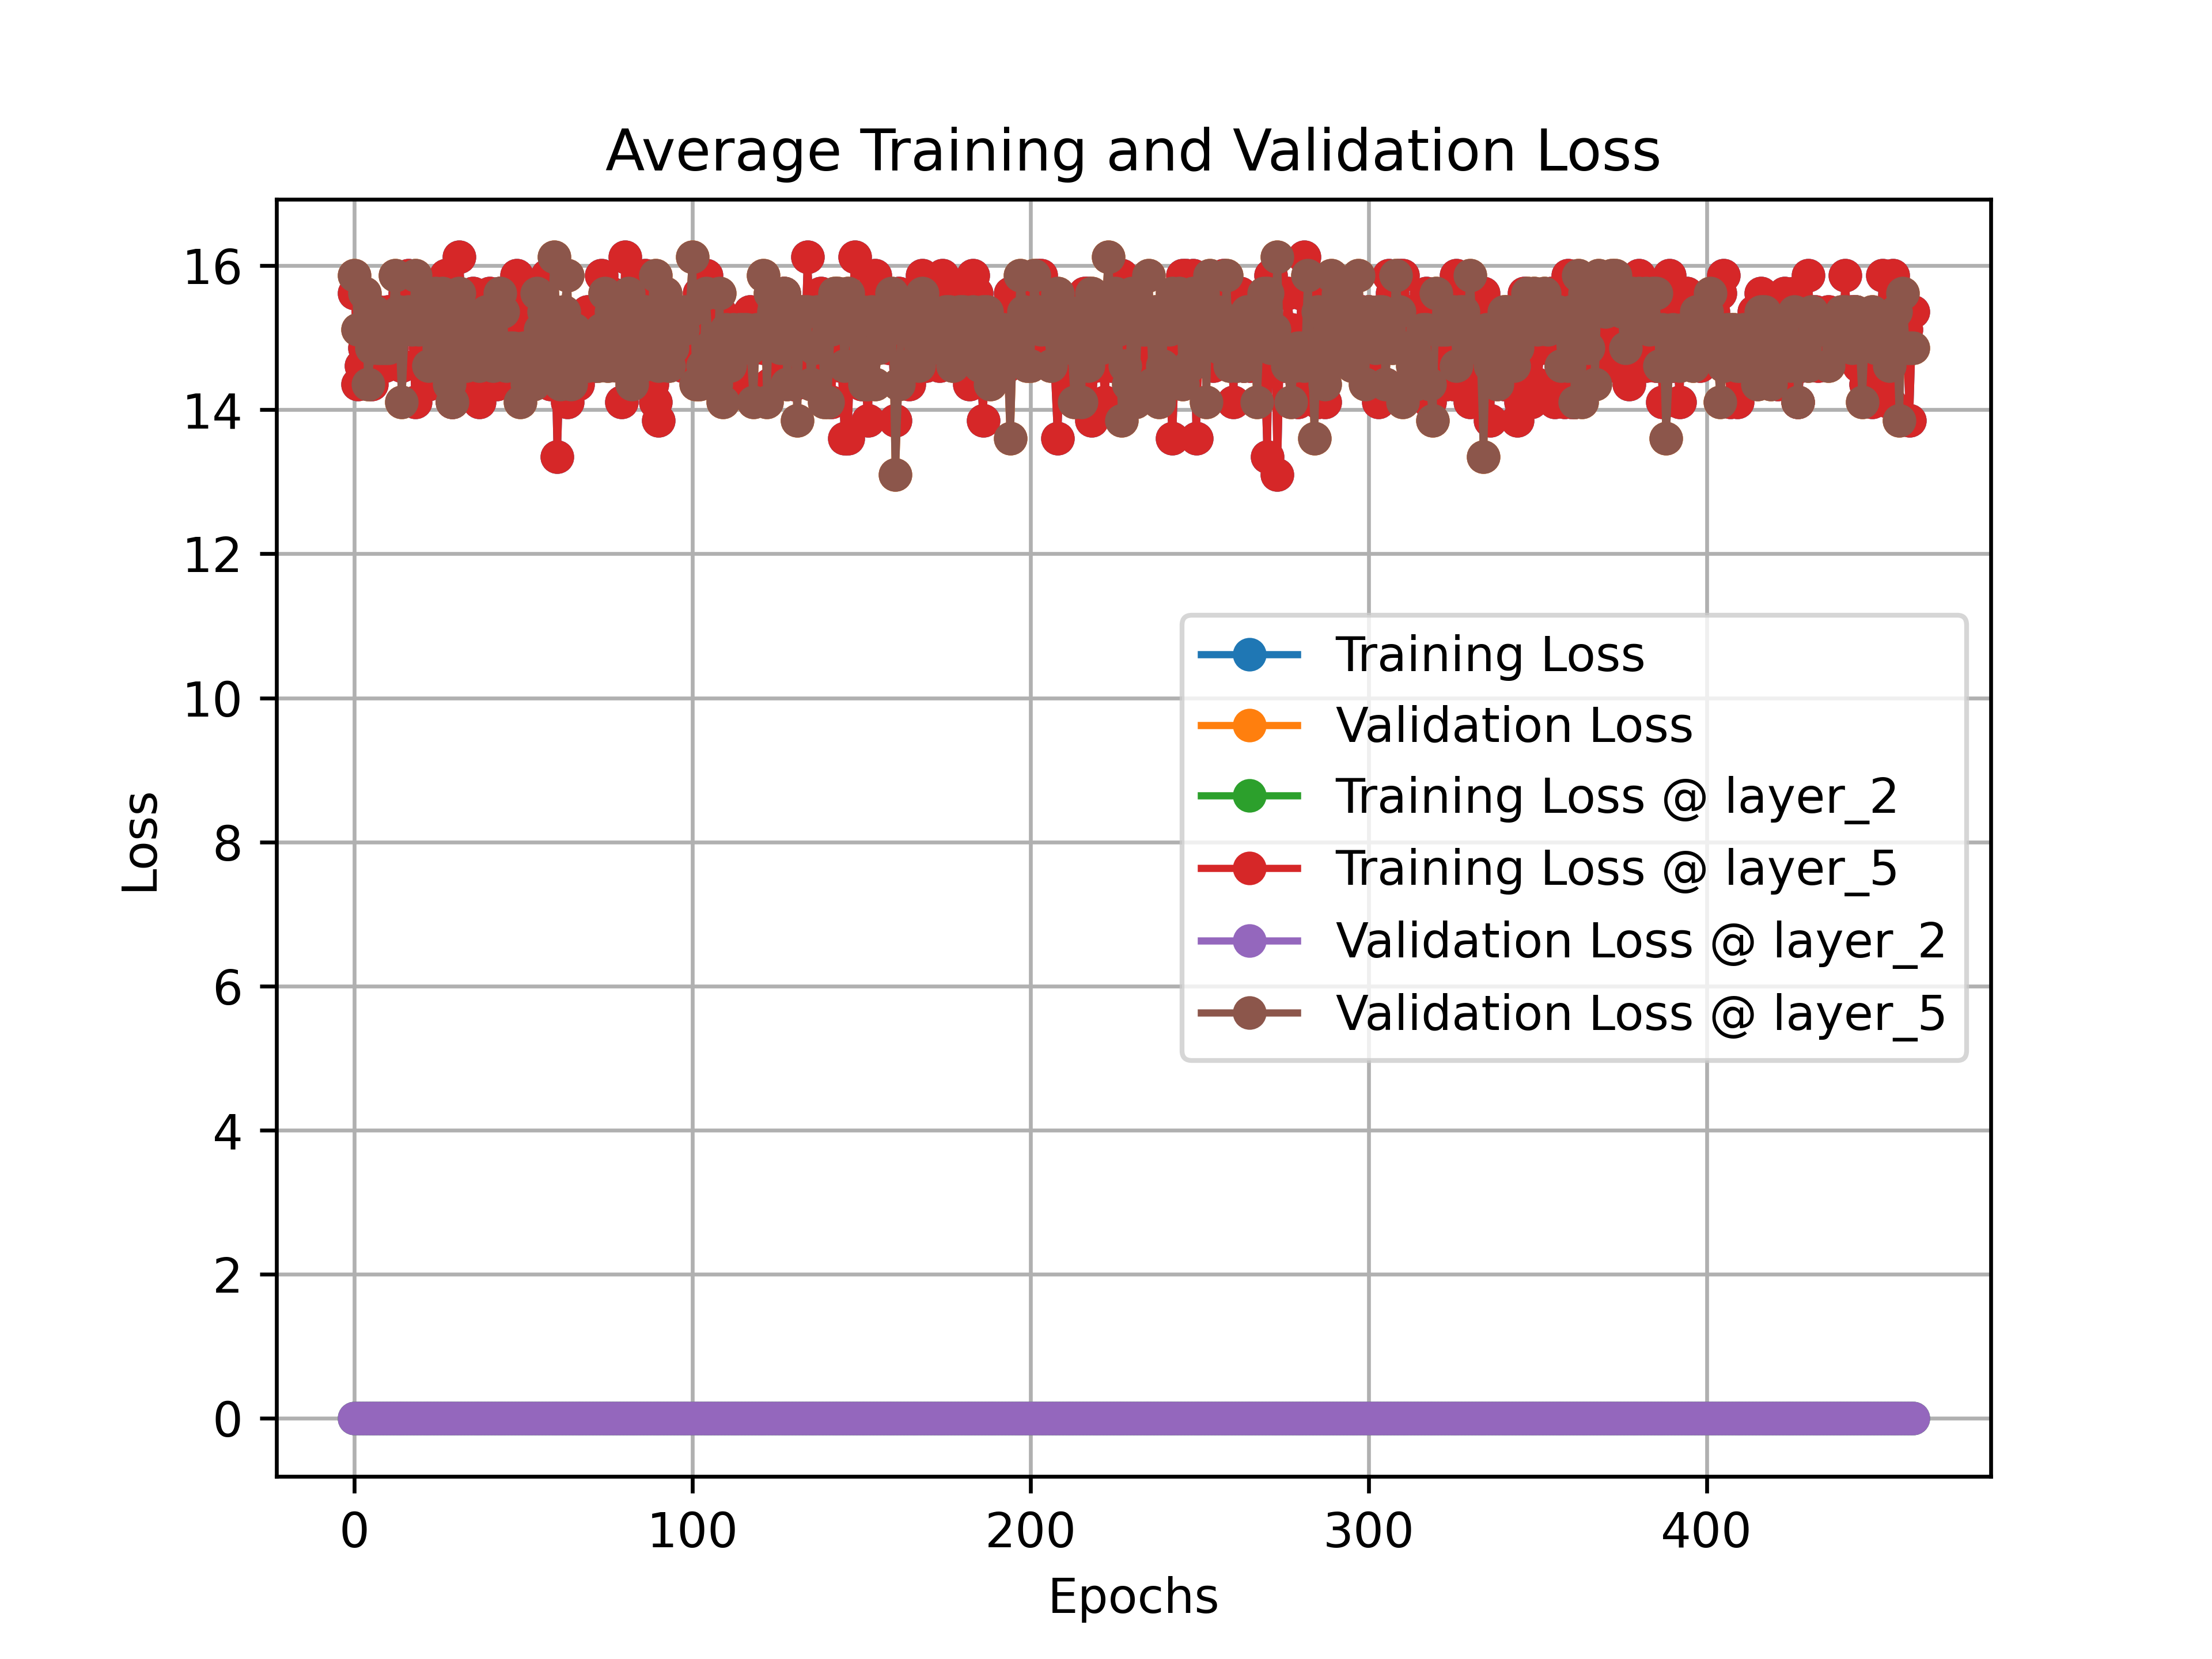 Average Training and Validation Loss
16
14
12
10
8
6
4
2
0
Loss
Training Loss
Validation Loss
Training Loss @ layer_2
Training Loss @ layer_5
Validation Loss @ layer_2
Validation Loss @ layer_5
0 100 200 300 400
Epochs